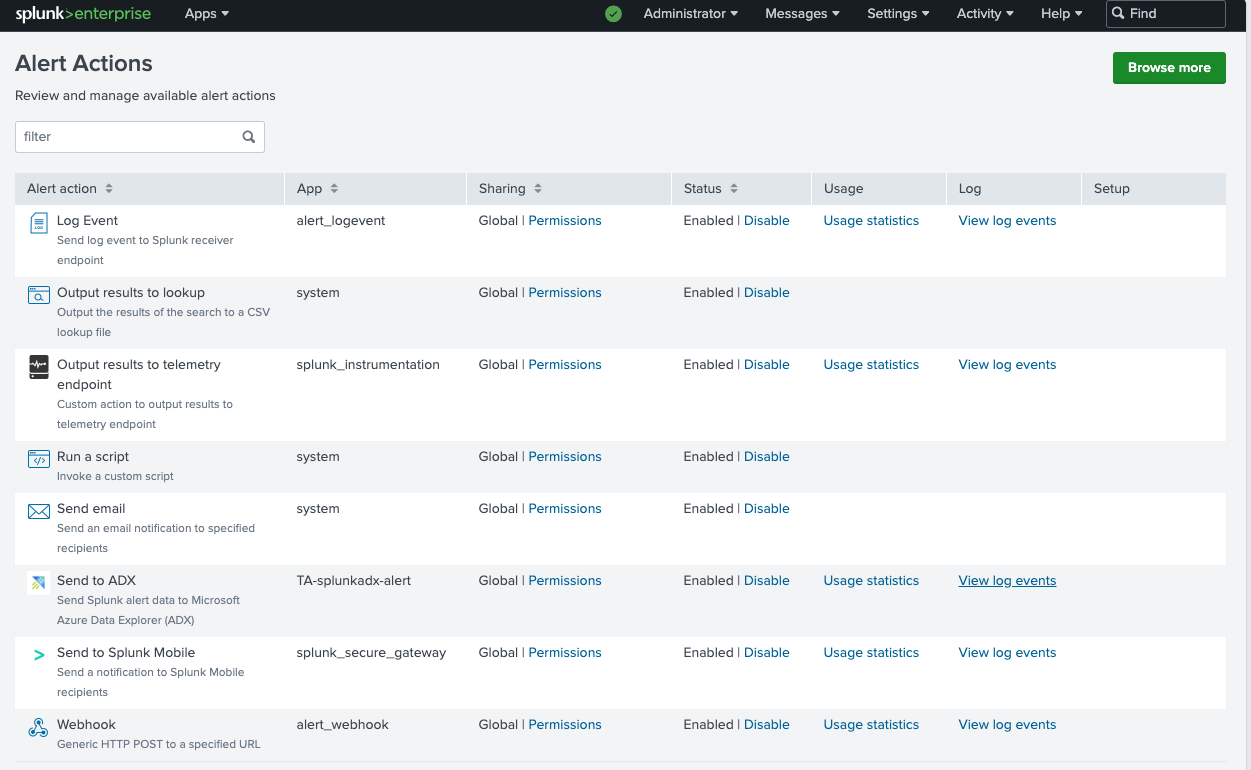 splunk>enterprise Apps Administrator Messages Settings Activity Help Find
Alert Actions
Browse more
Review and manage available alert actions
filter
Alert action App Sharing Status Usage Log Setup
Log Event alert_logevent Global | Permissions Enabled | Disable Usage statistics View log events
Send log event to Splunk receiver
endpoint
Output results to lookup system Global | Permissions Enabled | Disable
Output the results of the search to a CSV
lookup file
Output results to telemetry splunk_instrumentation Global | Permissions Enabled | Disable Usage statistics View log events
endpoint
Custom action to output results to
telemetry endpoint
Run a script system Global | Permissions Enabled | Disable
Invoke a custom script
Send email system Global | Permissions Enabled | Disable
Send an email notification to specified
recipients
Send to ADX TA-splunkadx-alert Global | Permissions Enabled | Disable Usage statistics View log events
Send Splunk alert data to Microsoft
Azure Data Explorer (ADX)
Send to Splunk Mobile splunk_secure_gateway Global | Permissions Enabled | Disable Usage statistics View log events
Send a notification to Splunk Mobile
recipients
Webhook alert_webhook Global | Permissions Enabled | Disable Usage statistics View log events
Generic HTTP POST to a specified URL